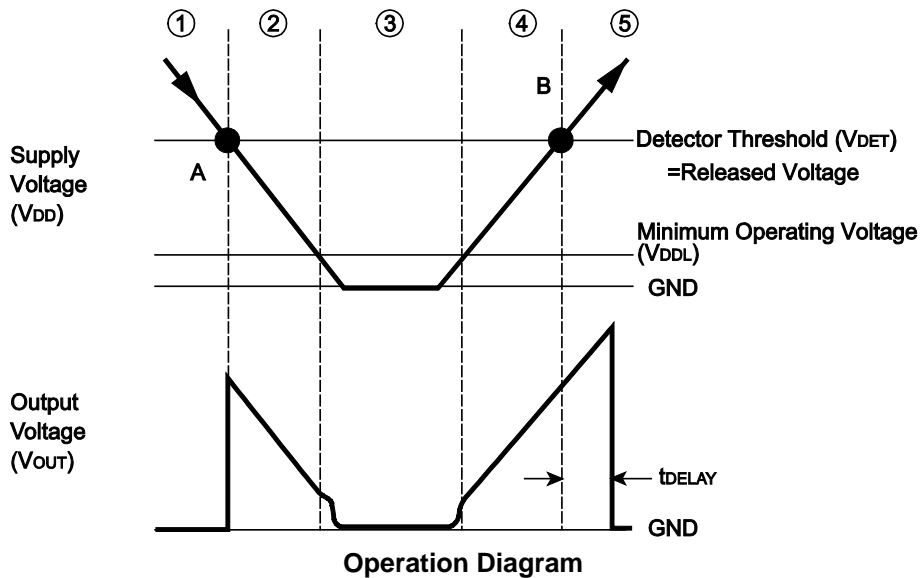 ① ② ③ ④ ⑤
B
A
Supply
Voltage
(VDD)
Detector Threshold (VDET)
=Released Voltage
Minimum Operating Voltage
(VDDL)
GND
Output
Voltage
(VOUT)
tDELAY
GND
Operation Diagram